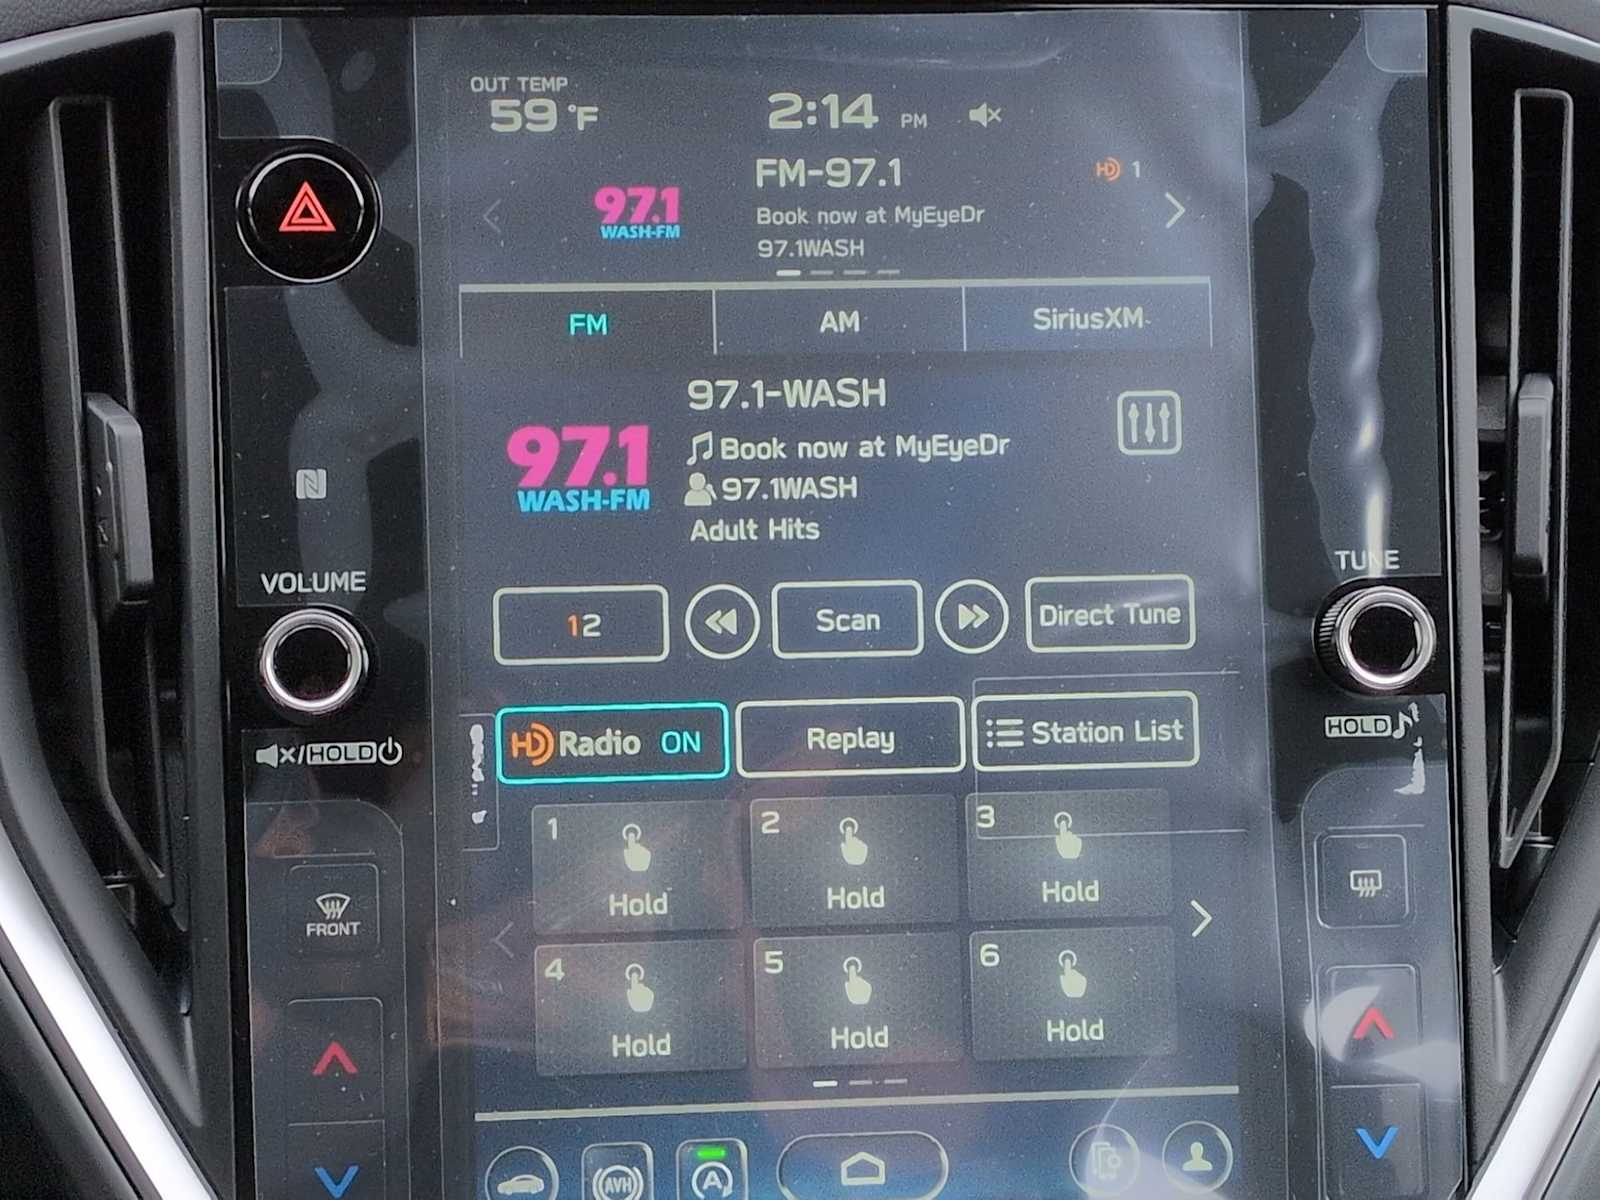 OUT TEMP
59 °F
2:14 PM
FM-97.1
HD 1
97.1
WASH-FM
Book now at MyEyeDr
97.1WASH
FM
AM
SiriusXM
97.1-WASH
97.1
WASH-FM
Book now at MyEyeDr
97.1WASH
Adult Hits
VOLUME
TUNE
12
Scan
Direct Tune
HD Radio ON
Replay
Station List
/HOLD
HOLD
1
Hold
2
Hold
3
Hold
FRONT
4
Hold
5
Hold
6
Hold
AVH
A